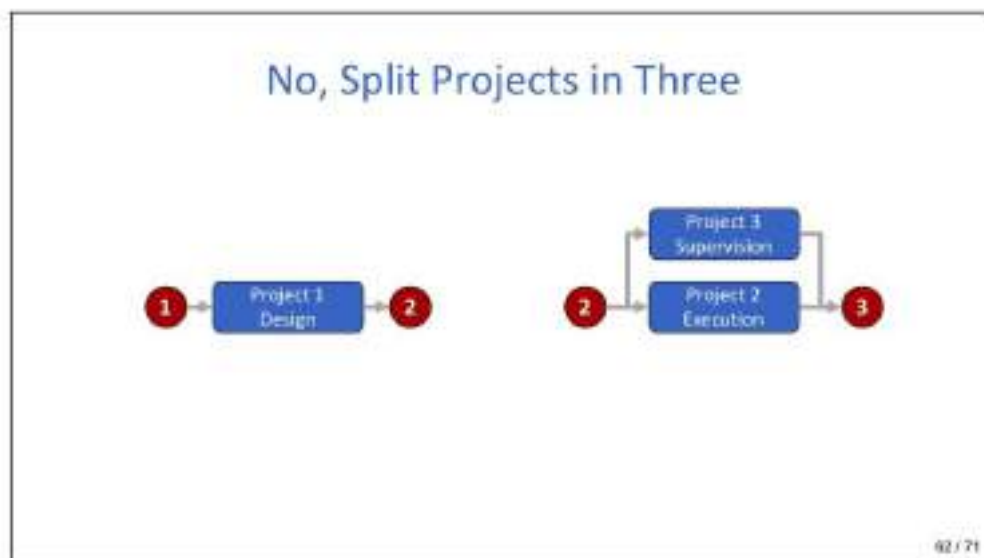 No, Split Projects in Three
1
Project 1
Design
2
2
Project 3
Supervision
Project 2
Execution
3
62 / 71